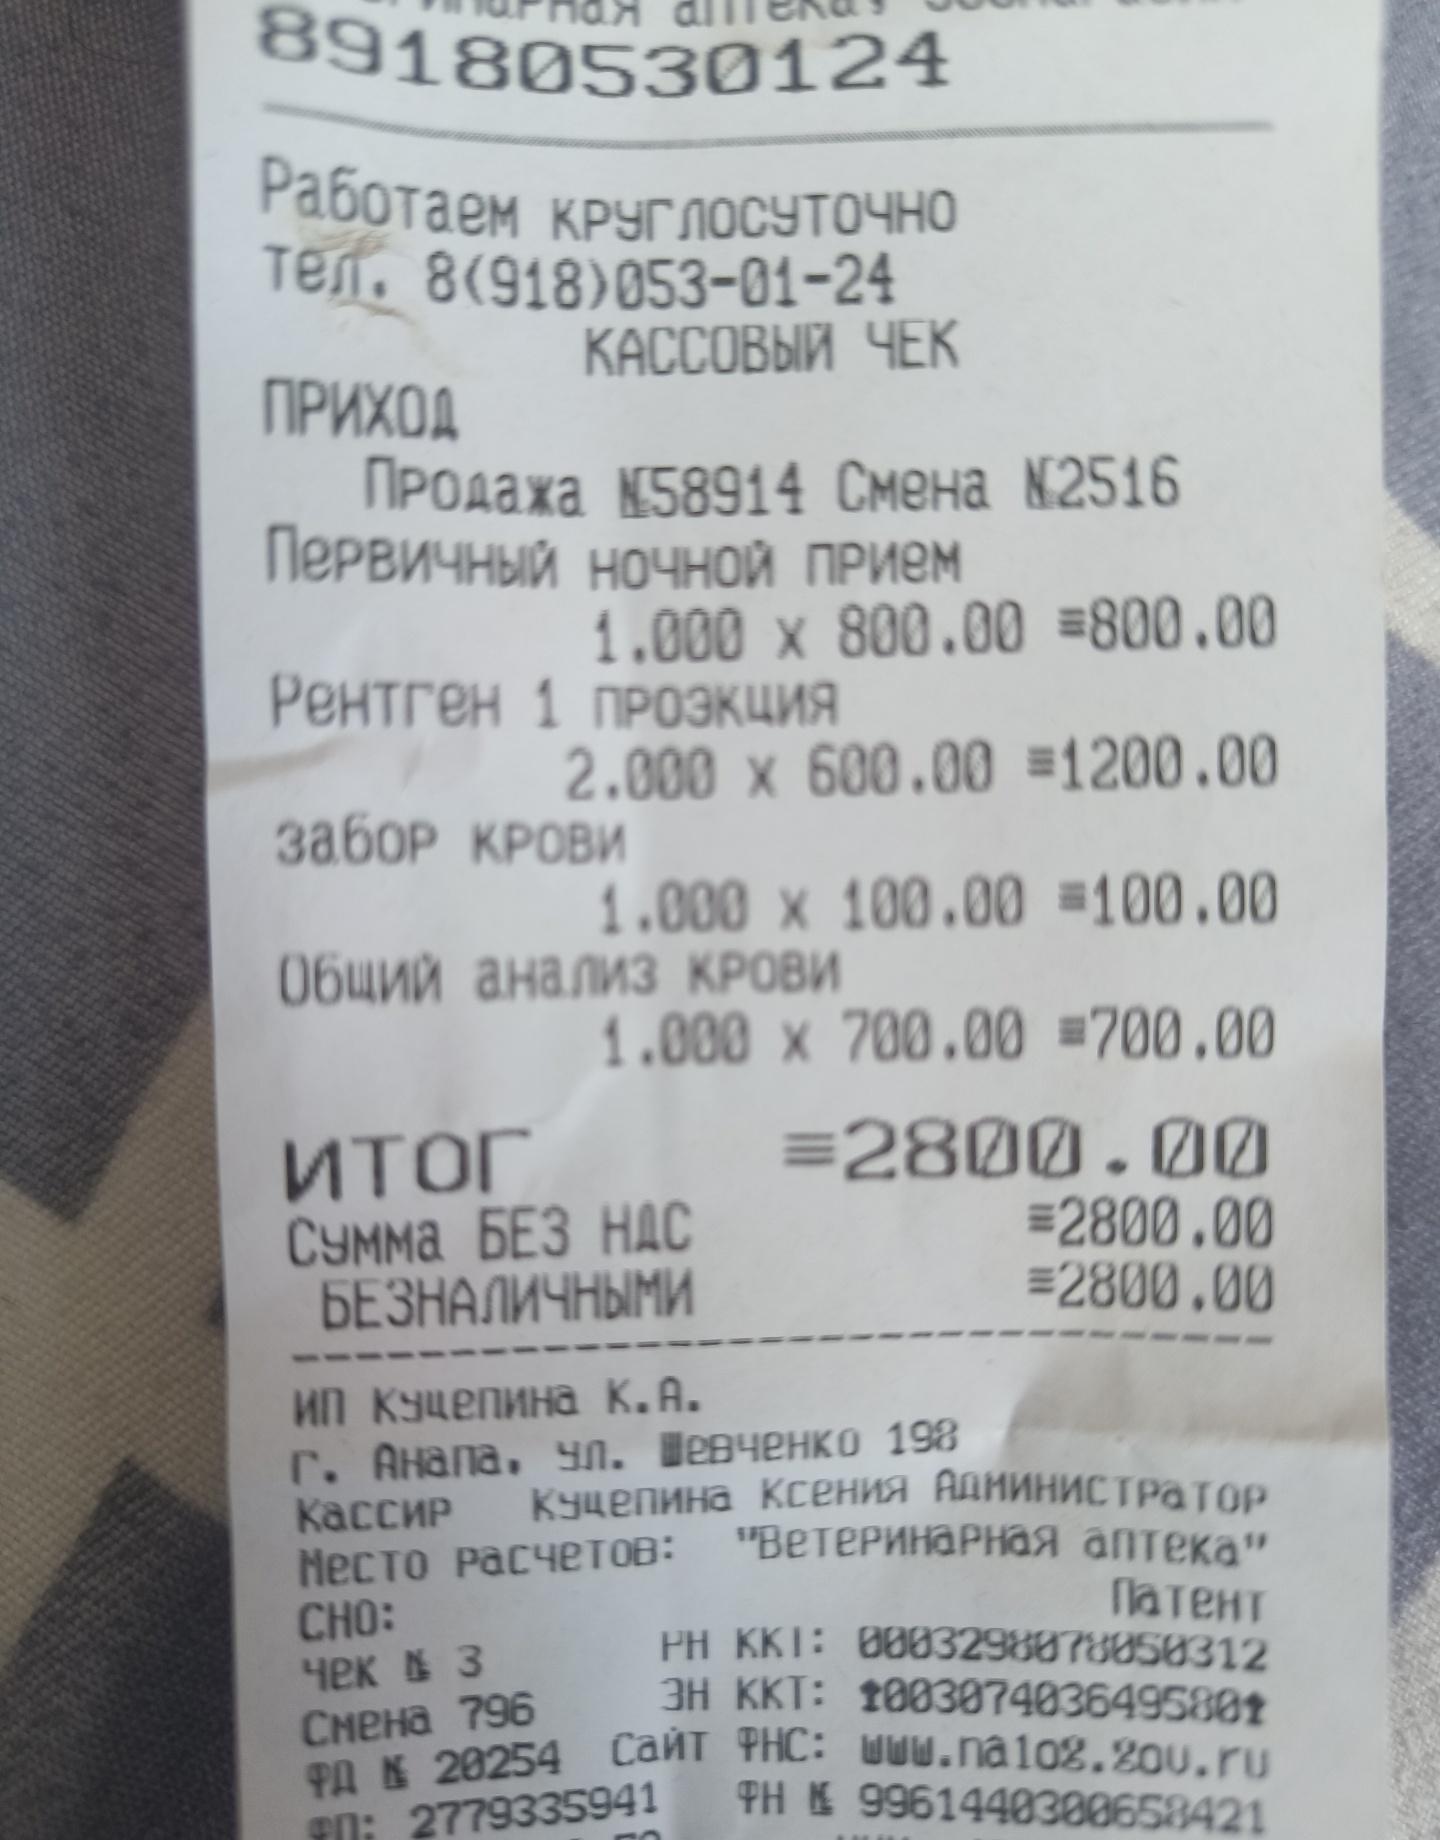 аптека,
89180530124
Работаем КРУГЛОСУТОЧНО
тел. 8(918)053-01-24
КАССОВЫЙ ЧЕК
ПРИХОД
Продажа №58914 Смена №2516
Первичный ночной прием
1.000 x 800.00 ≡800.00
Рентген 1 проэкция
2.000 x 600.00 ≡1200.00
забор крови
1.000 x 100.00 ≡100.00
Общий анализ крови
1.000 x 700.00 ≡700.00
ИТОГ ≡2800.00
Сумма БЕЗ НДС ≡2800.00
БЕЗНАЛИЧНЫМИ ≡2800.00
ИП Куцепина К.А.
г. Анапа, ул. Шевченко 198
Кассир Куцепина Ксения Администратор
Место расчетов: "Ветеринарная аптека"
СНО: Патент
Чек № 3 РН ККТ: 0003298078050312
Смена 796 ЗН ККТ: ↑00307403649580↑
ФД № 20254 Сайт ФНС: www.nalog.gov.ru
ФП: 2779335941 ФН № 9961440300658421